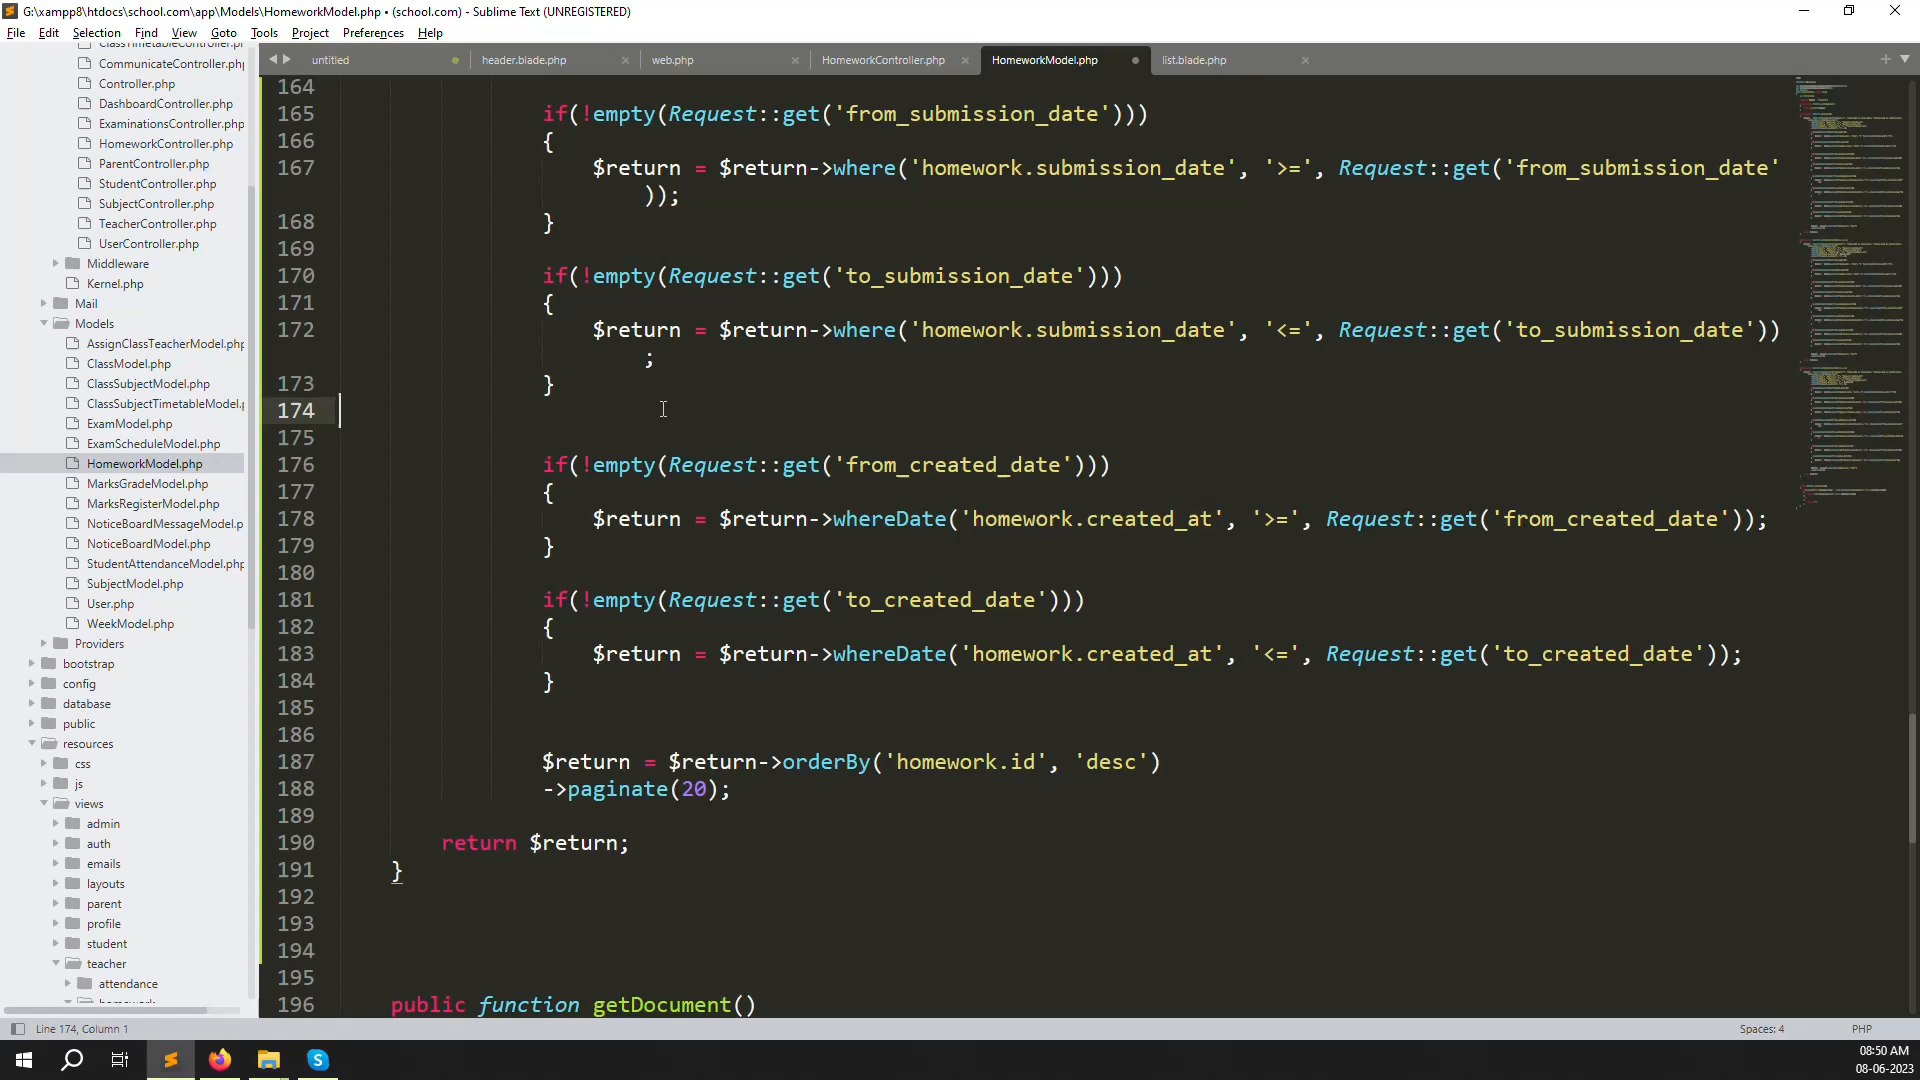 G:\xampp8\htdocs\school.com\app\Models\HomeworkModel.php • (school.com) - Sublime Text (UNREGISTERED)
File Edit Selection Find View Goto Tools Project Preferences Help
ClassTimetableController.php
CommunicateController.php
Controller.php
DashboardController.php
ExaminationsController.php
HomeworkController.php
ParentController.php
StudentController.php
SubjectController.php
TeacherController.php
UserController.php
Middleware
Kernel.php
Mail
Models
AssignClassTeacherModel.php
ClassModel.php
ClassSubjectModel.php
ClassSubjectTimetableModel.
ExamModel.php
ExamScheduleModel.php
HomeworkModel.php
MarksGradeModel.php
MarksRegisterModel.php
NoticeBoardMessageModel.p
NoticeBoardModel.php
StudentAttendanceModel.php
SubjectModel.php
User.php
WeekModel.php
Providers
bootstrap
config
database
public
resources
css
js
views
admin
auth
emails
layouts
parent
profile
student
teacher
attendance
homework
untitled header.blade.php web.php HomeworkController.php HomeworkModel.php list.blade.php
164
165 if(!empty(Request::get('from_submission_date')))
166 {
167 $return = $return->where('homework.submission_date', '>=', Request::get('from_submission_date'
));
168 }
169
170 if(!empty(Request::get('to_submission_date')))
171 {
172 $return = $return->where('homework.submission_date', '<=', Request::get('to_submission_date'))
;
173 }
174
175
176 if(!empty(Request::get('from_created_date')))
177 {
178 $return = $return->whereDate('homework.created_at', '>=', Request::get('from_created_date'));
179 }
180
181 if(!empty(Request::get('to_created_date')))
182 {
183 $return = $return->whereDate('homework.created_at', '<=', Request::get('to_created_date'));
184 }
185
186
187 $return = $return->orderBy('homework.id', 'desc')
188 ->paginate(20);
189
190 return $return;
191 }
192
193
194
195
196 public function getDocument()
Line 174, Column 1 Spaces: 4 PHP
08:50 AM
08-06-2023